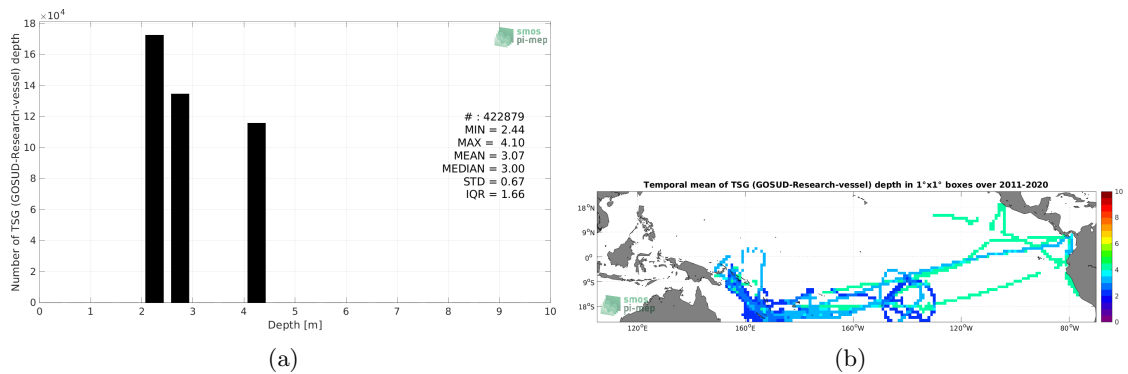 ×10⁴
18
16
14
12
10
8
6
4
2
0
Number of TSG (GOSUD-Research-vessel) depth
smos
pi-mep
# : 422879
MIN = 2.44
MAX = 4.10
MEAN = 3.07
MEDIAN = 3.00
STD = 0.67
IQR = 1.66
0 1 2 3 4 5 6 7 8 9 10
Depth [m]
(a)
Temporal mean of TSG (GOSUD-Research-vessel) depth in 1°x1° boxes over 2011-2020
18°N
9°N
0°
9°S
18°S
smos
pi-mep
120°E 160°E 160°W 120°W 80°W
10
8
6
4
2
0
(b)